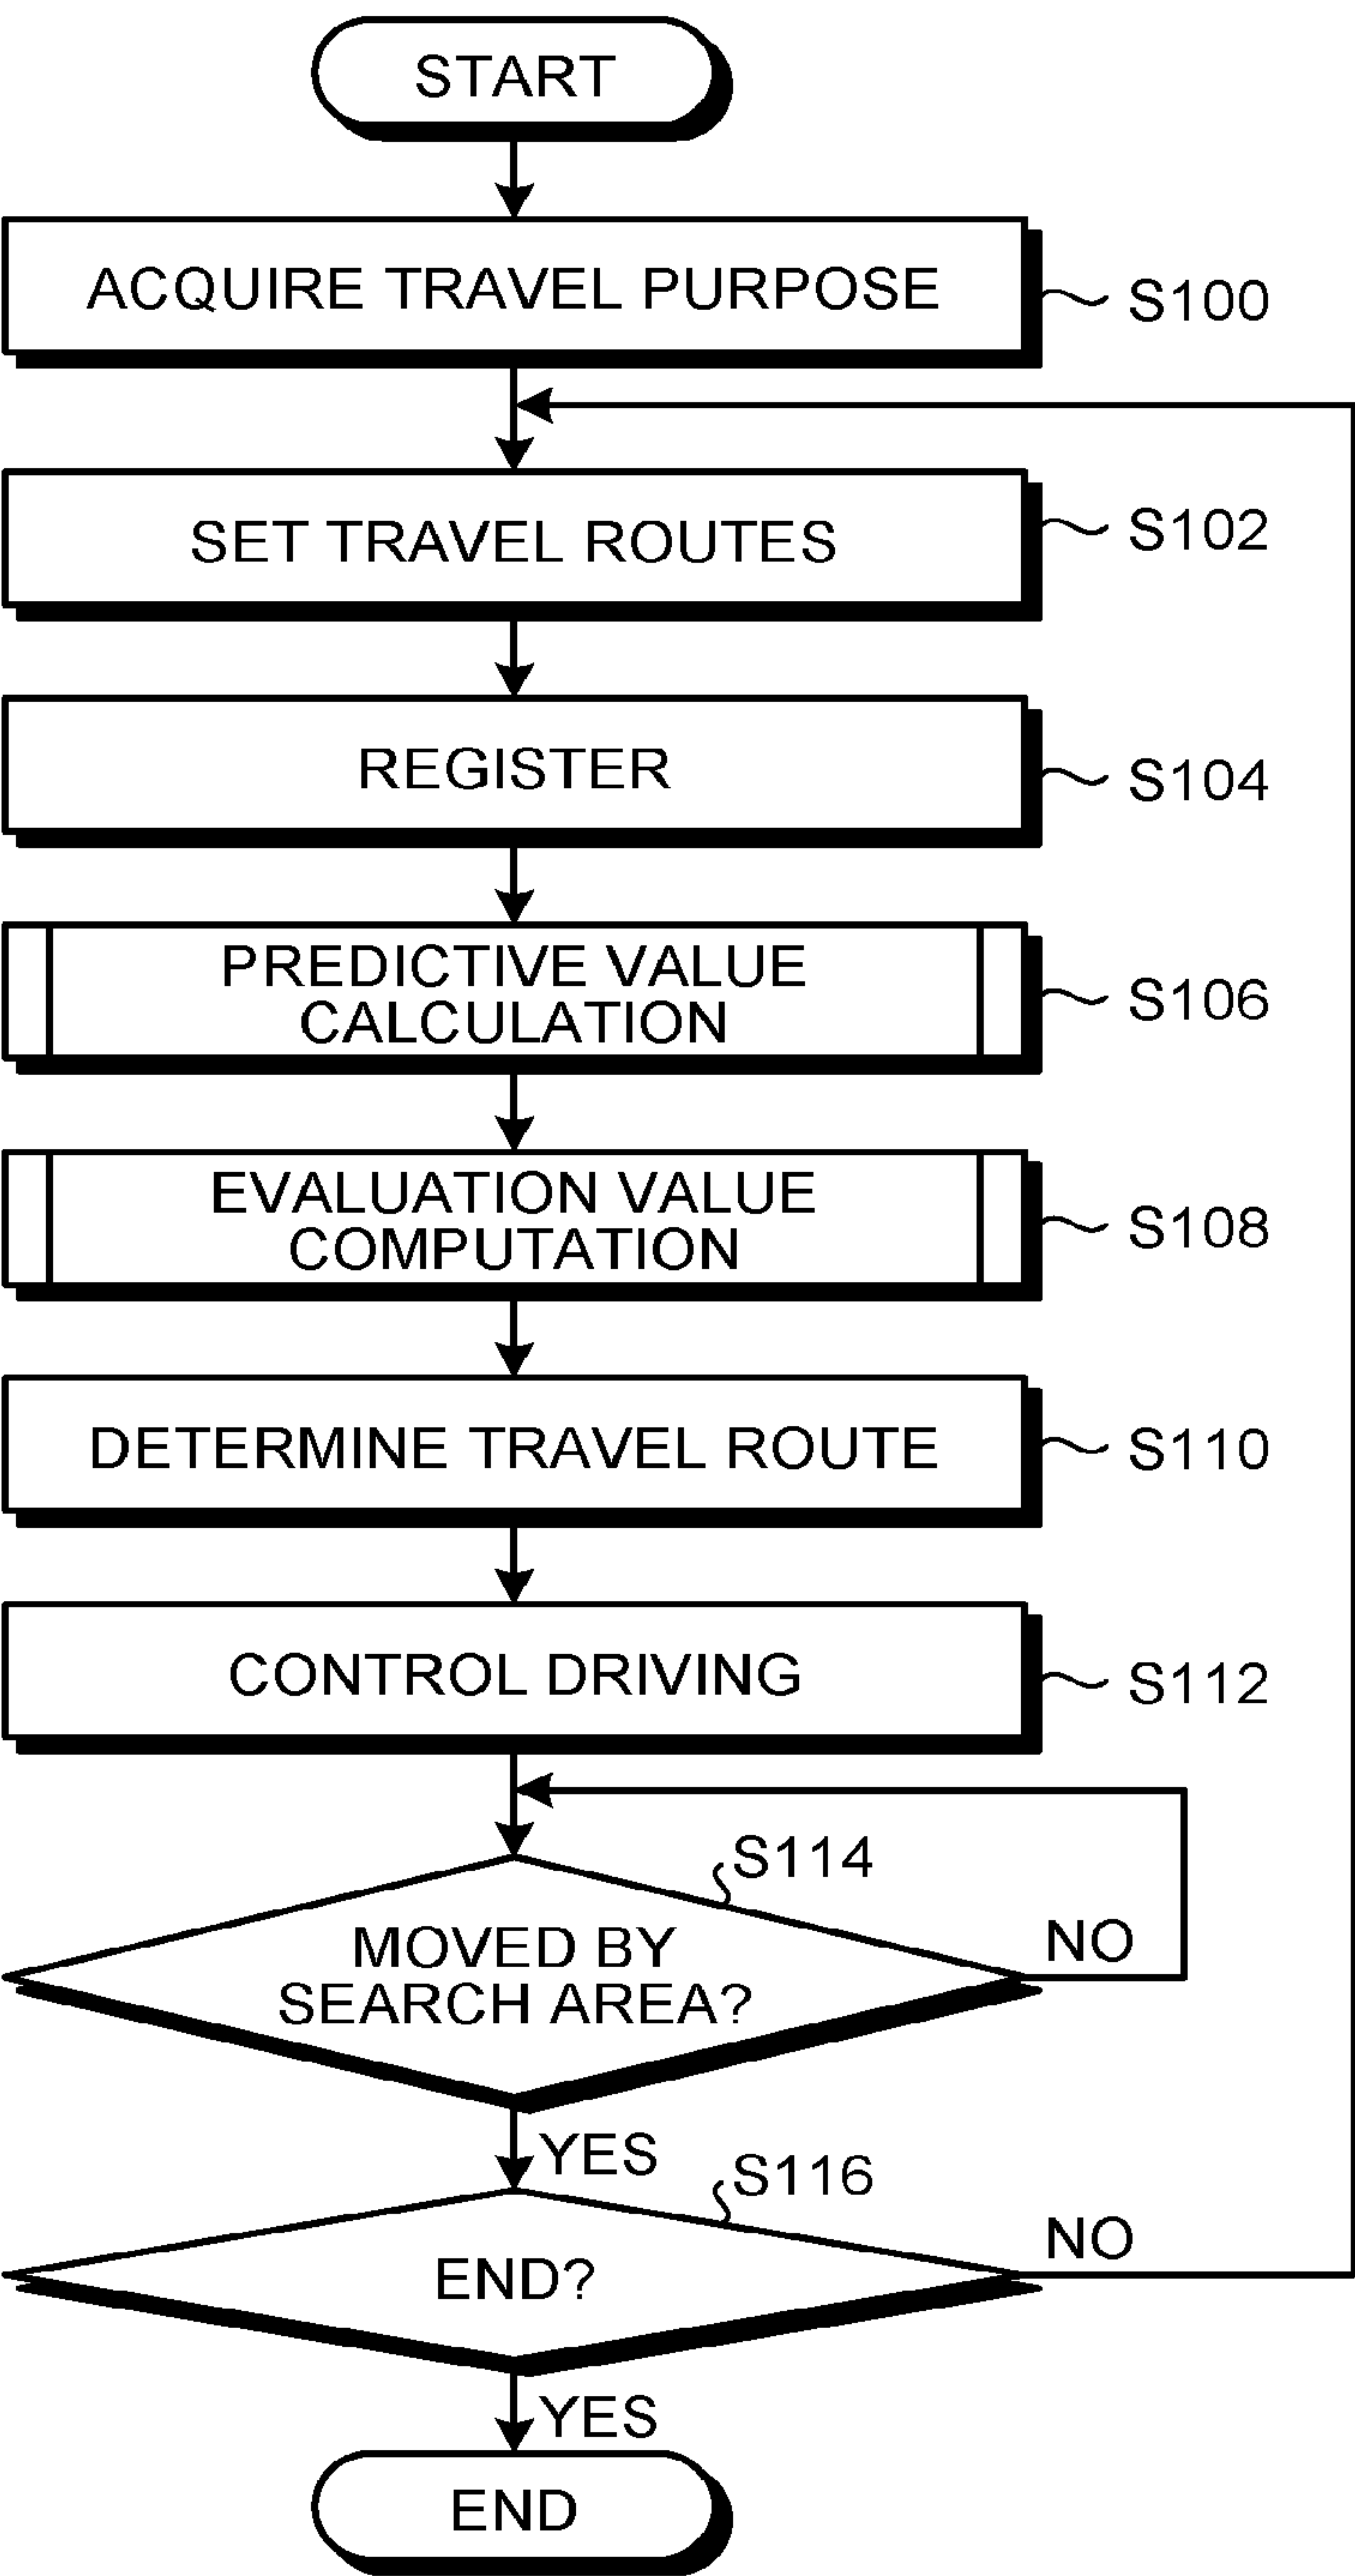 START
ACQUIRE TRAVEL PURPOSE
S100
SET TRAVEL ROUTES
S102
REGISTER
S104
PREDICTIVE VALUE
CALCULATION
S106
EVALUATION VALUE
COMPUTATION
S108
DETERMINE TRAVEL ROUTE
S110
CONTROL DRIVING
S112
S114
MOVED BY
SEARCH AREA?
NO
YES
S116
END?
NO
YES
END